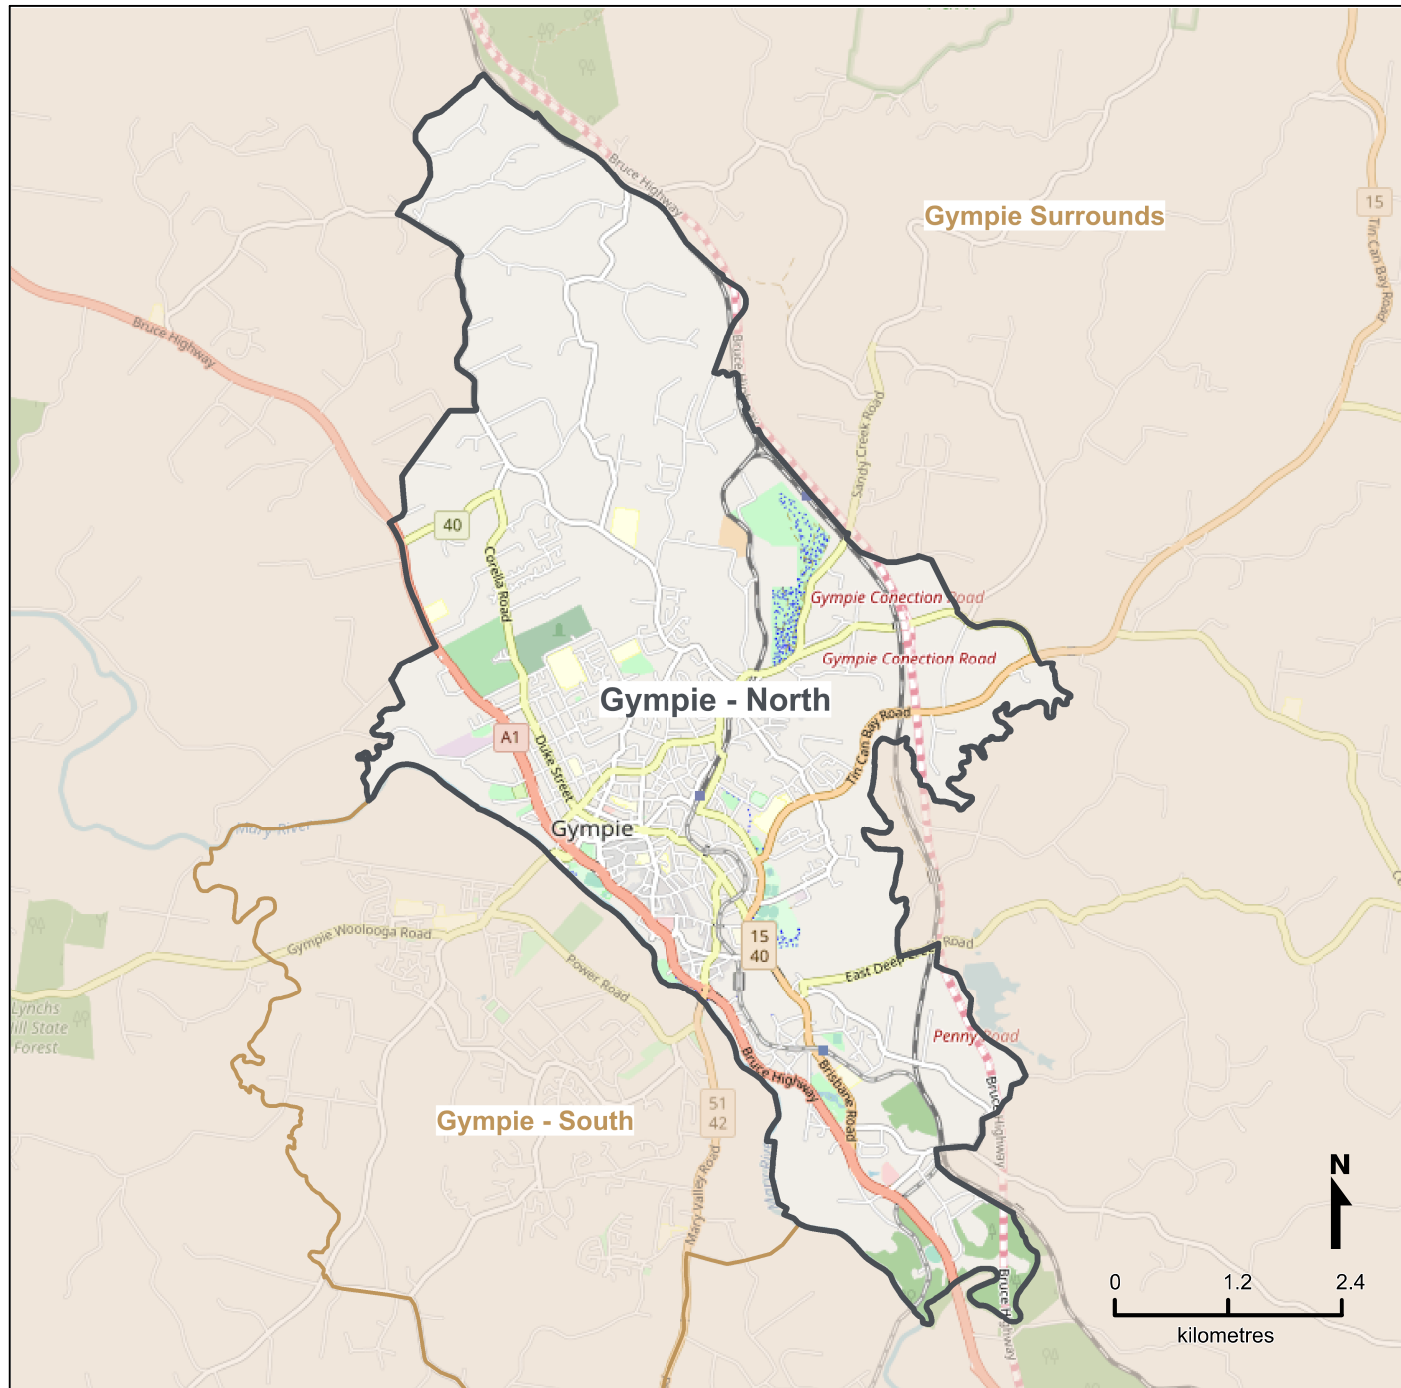 Bruce Highway
Gympie Surrounds
15
Tin Can Bay Road
Bruce Highway
Sandy Creek Road
40
Corella Road
Gympie Conection Road
Gympie Conection Road
Gympie - North
Tin Can Bay Road
A1
Duke Street
Gympie
Mary River
Gympie Woolooga Road
Power Road
15
40
East Deep Creek Road
Lynchs
Hill State
Forest
Penny Road
Bruce Highway
Brisbane Road
Bruce Highway
51
42
Gympie - South
Mary River
Mary Valley Road
Bruce Highway
N
0 1.2 2.4
kilometres